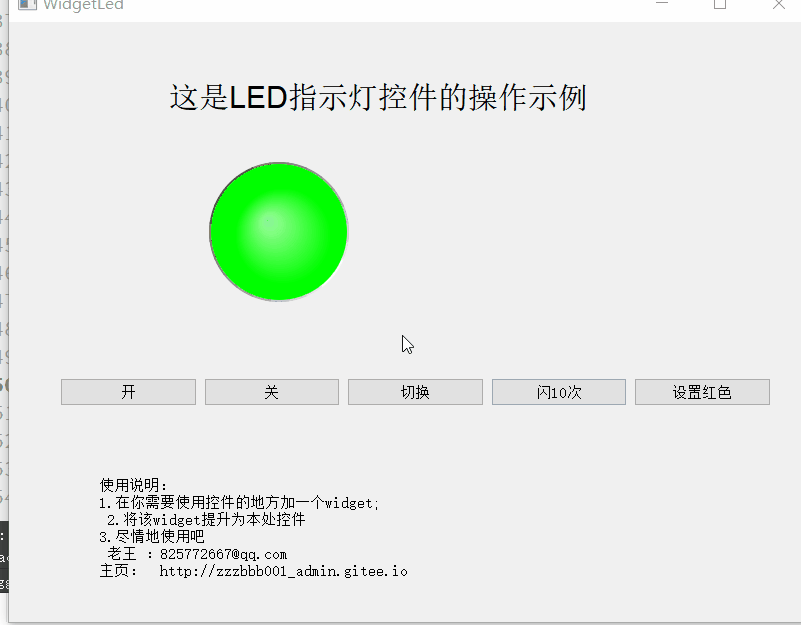 WidgetLed
这是LED指示灯控件的操作示例
开
关
切换
闪10次
设置红色
使用说明：
1.在你需要使用控件的地方加一个widget;
2.将该widget提升为本处控件
3.尽情地使用吧
老王 ：825772667@qq.com
主页： http://zzzbbb001_admin.gitee.io